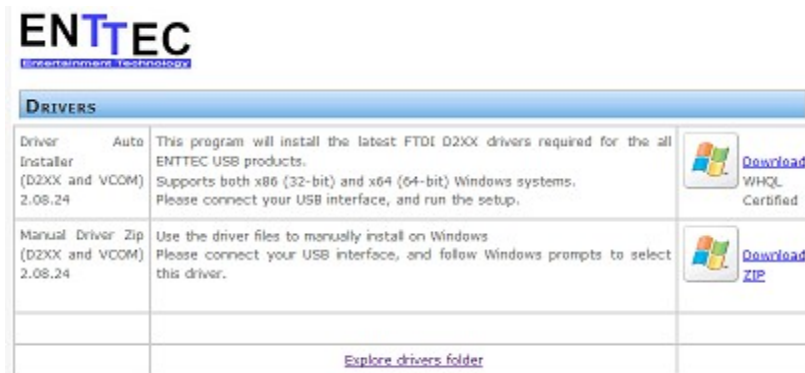 ENTTEC
Entertainment Technology
DRIVERS
Driver Auto
Installer
(D2XX and VCOM)
2.08.24
This program will install the latest FTDI D2XX drivers required for the all
ENTTEC USB products.
Supports both x86 (32-bit) and x64 (64-bit) Windows systems.
Please connect your USB interface, and run the setup.
Download
WHQL
Certified
Manual Driver Zip
(D2XX and VCOM)
2.08.24
Use the driver files to manually install on Windows
Please connect your USB interface, and follow Windows prompts to select
this driver.
Download
ZIP
Explore drivers folder